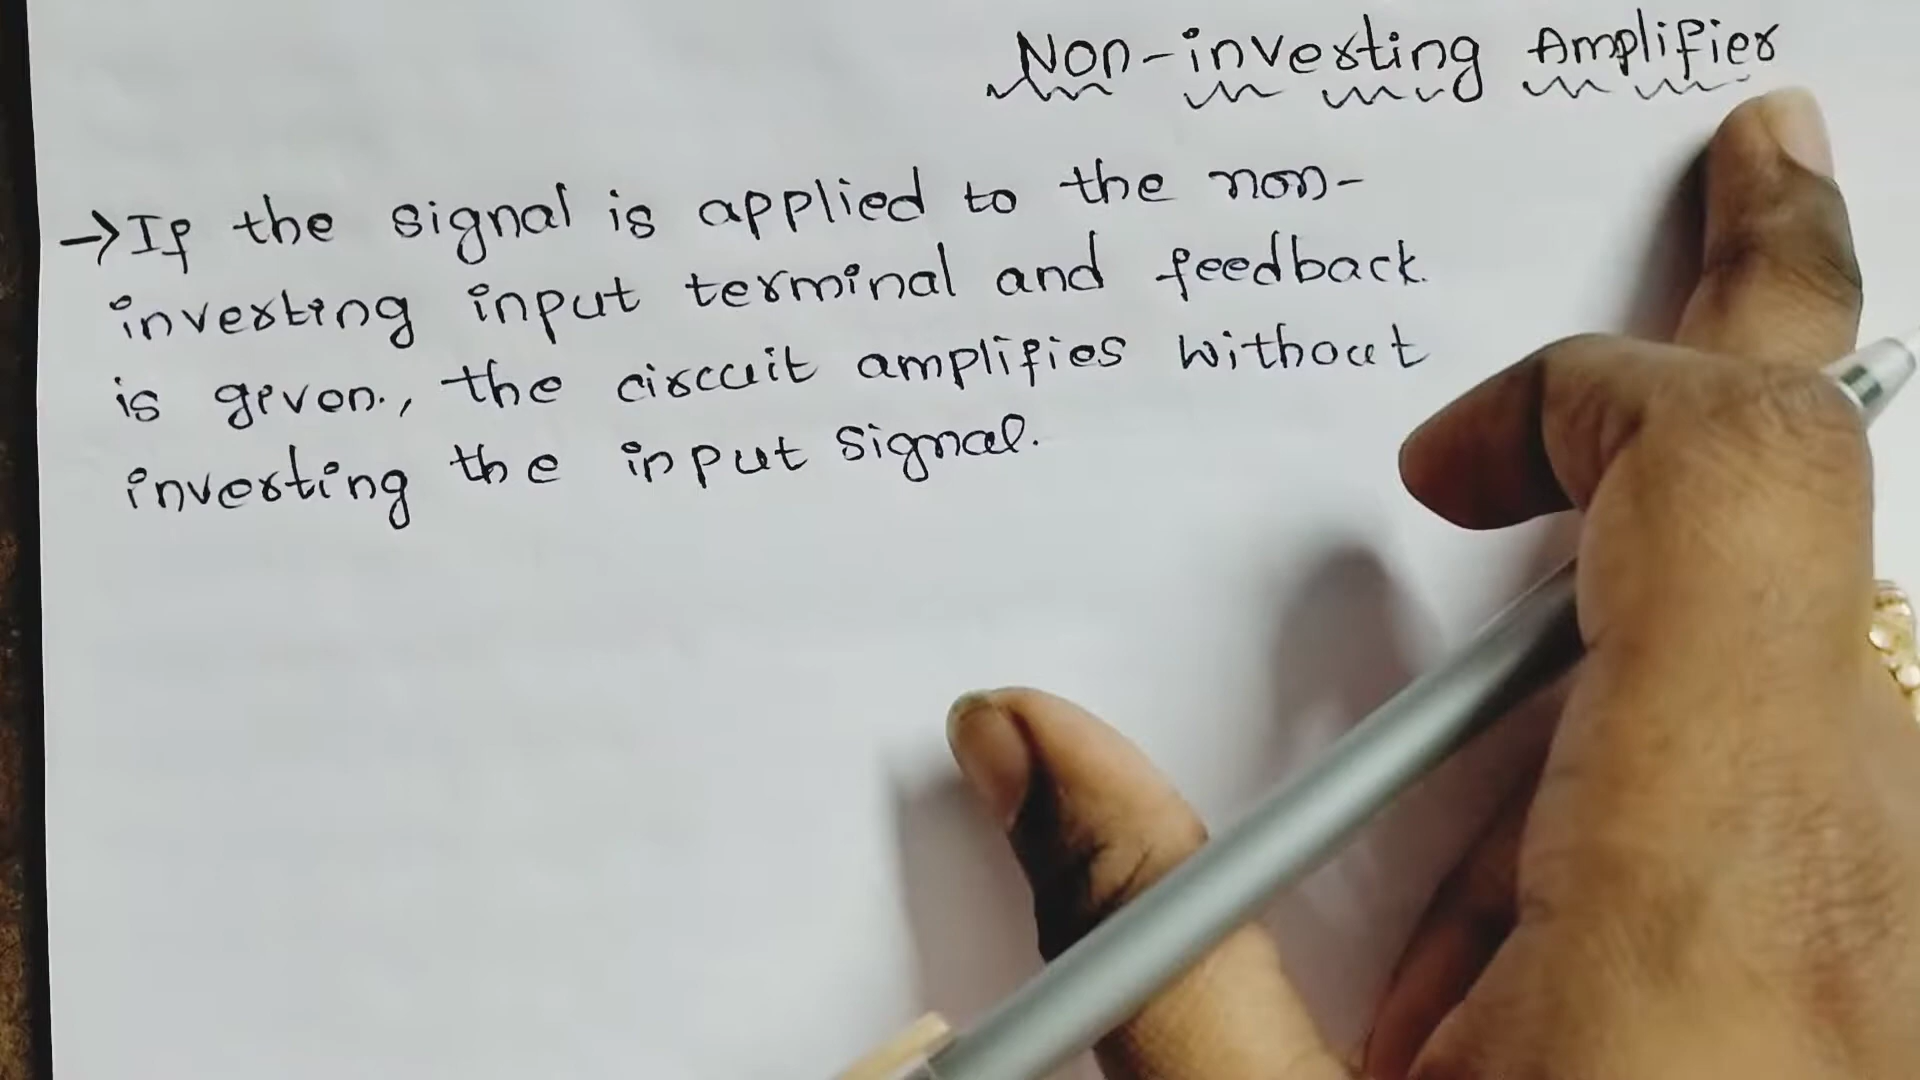 Non-inverting Amplifier
→If the signal is applied to the non-
inverting input terminal and feedback
is given., the circuit amplifies without
inverting the input signal.